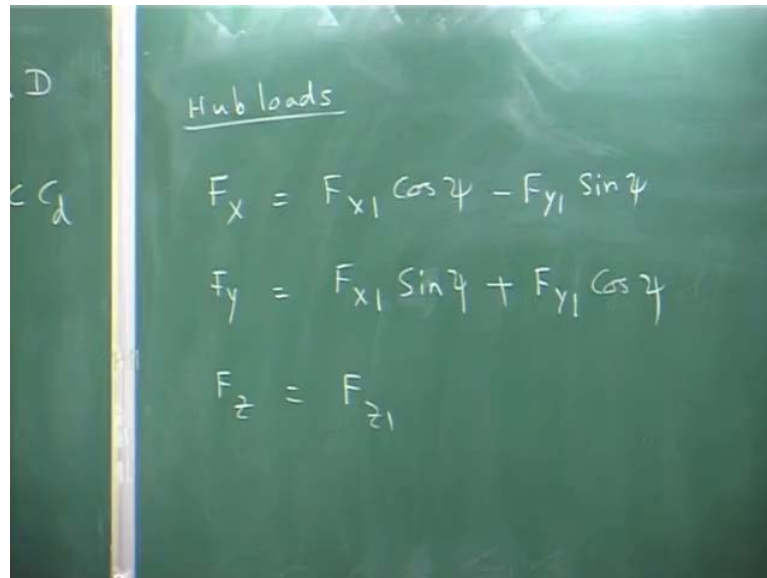 . D
c C_d
Hub loads
F_x = F_x1 Cos ψ - F_y1 Sin ψ
F_y = F_x1 Sin ψ + F_y1 Cos ψ
F_z = F_z1